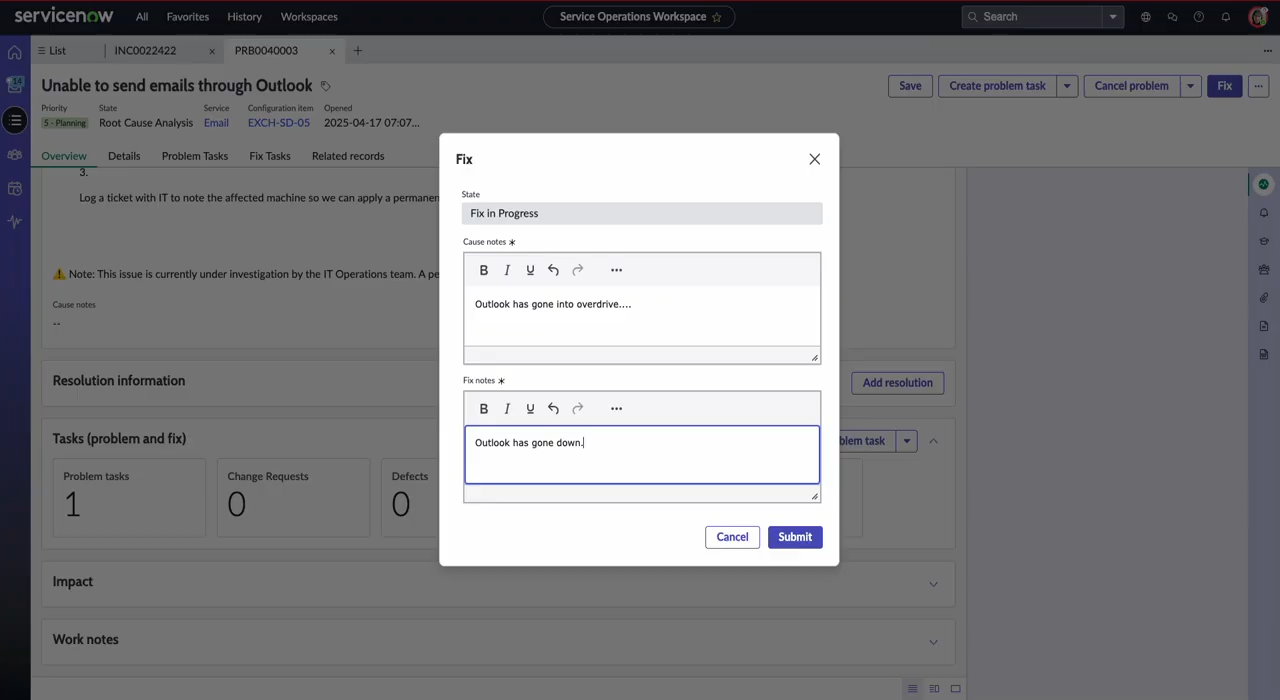 servicenow All Favorites History Workspaces Service Operations Workspace Search
List INC0022422 PRB0040003
Unable to send emails through Outlook Save Create problem task Cancel problem Fix
Priority State Service Configuration item Opened
5 - Planning Root Cause Analysis Email EXCH-SD-05 2025-04-17 07:07...
Overview Details Problem Tasks Fix Tasks Related records
3.
Log a ticket with IT to note the affected machine so we can apply a permanen
⚠️ Note: This issue is currently under investigation by the IT Operations team. A pe
Cause notes
--
Resolution information Add resolution
Tasks (problem and fix) blem task
Problem tasks Change Requests Defects
1 0 0
Impact
Work notes
Fix
State
Fix in Progress
Cause notes *
B I U ...
Outlook has gone into overdrive....
Fix notes *
B I U ...
Outlook has gone down.
Cancel Submit